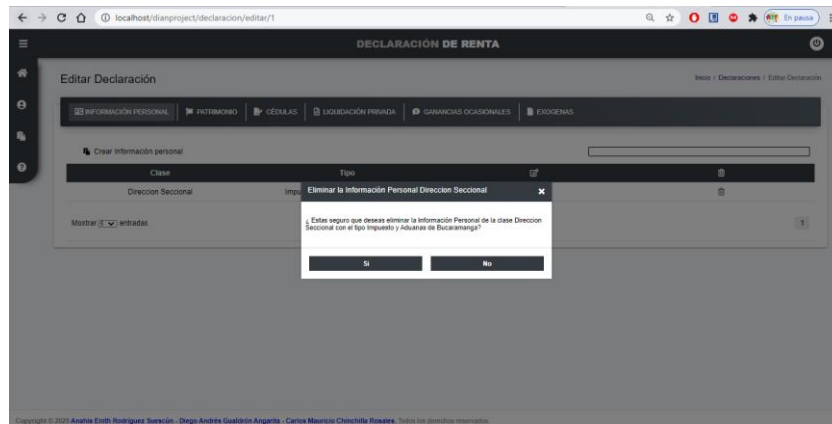 localhost/dianproject/declaracion/editar/1
En pausa
DECLARACIÓN DE RENTA
Editar Declaración
Inicio / Declaraciones / Editar Declaración
INFORMACIÓN PERSONAL
PATRIMONIO
CÉDULAS
LIQUIDACIÓN PRIVADA
GANANCIAS OCASIONALES
EXOGENAS
Crear Información personal
Clase Tipo
Direccion Seccional
Impu
Eliminar la Información Personal Direccion Seccional
¿ Estas seguro que deseas eliminar la Información Personal de la clase Direccion
Seccional con el tipo Impuesto y Aduanas de Bucaramanga?
Si No
Mostrar entradas
1
Copyright © 2020 Anahis Emith Rodríguez Suescún - Diego Andrés Gualdrón Angarita - Carlos Mauricio Chinchilla Rosales. Todos los derechos reservados